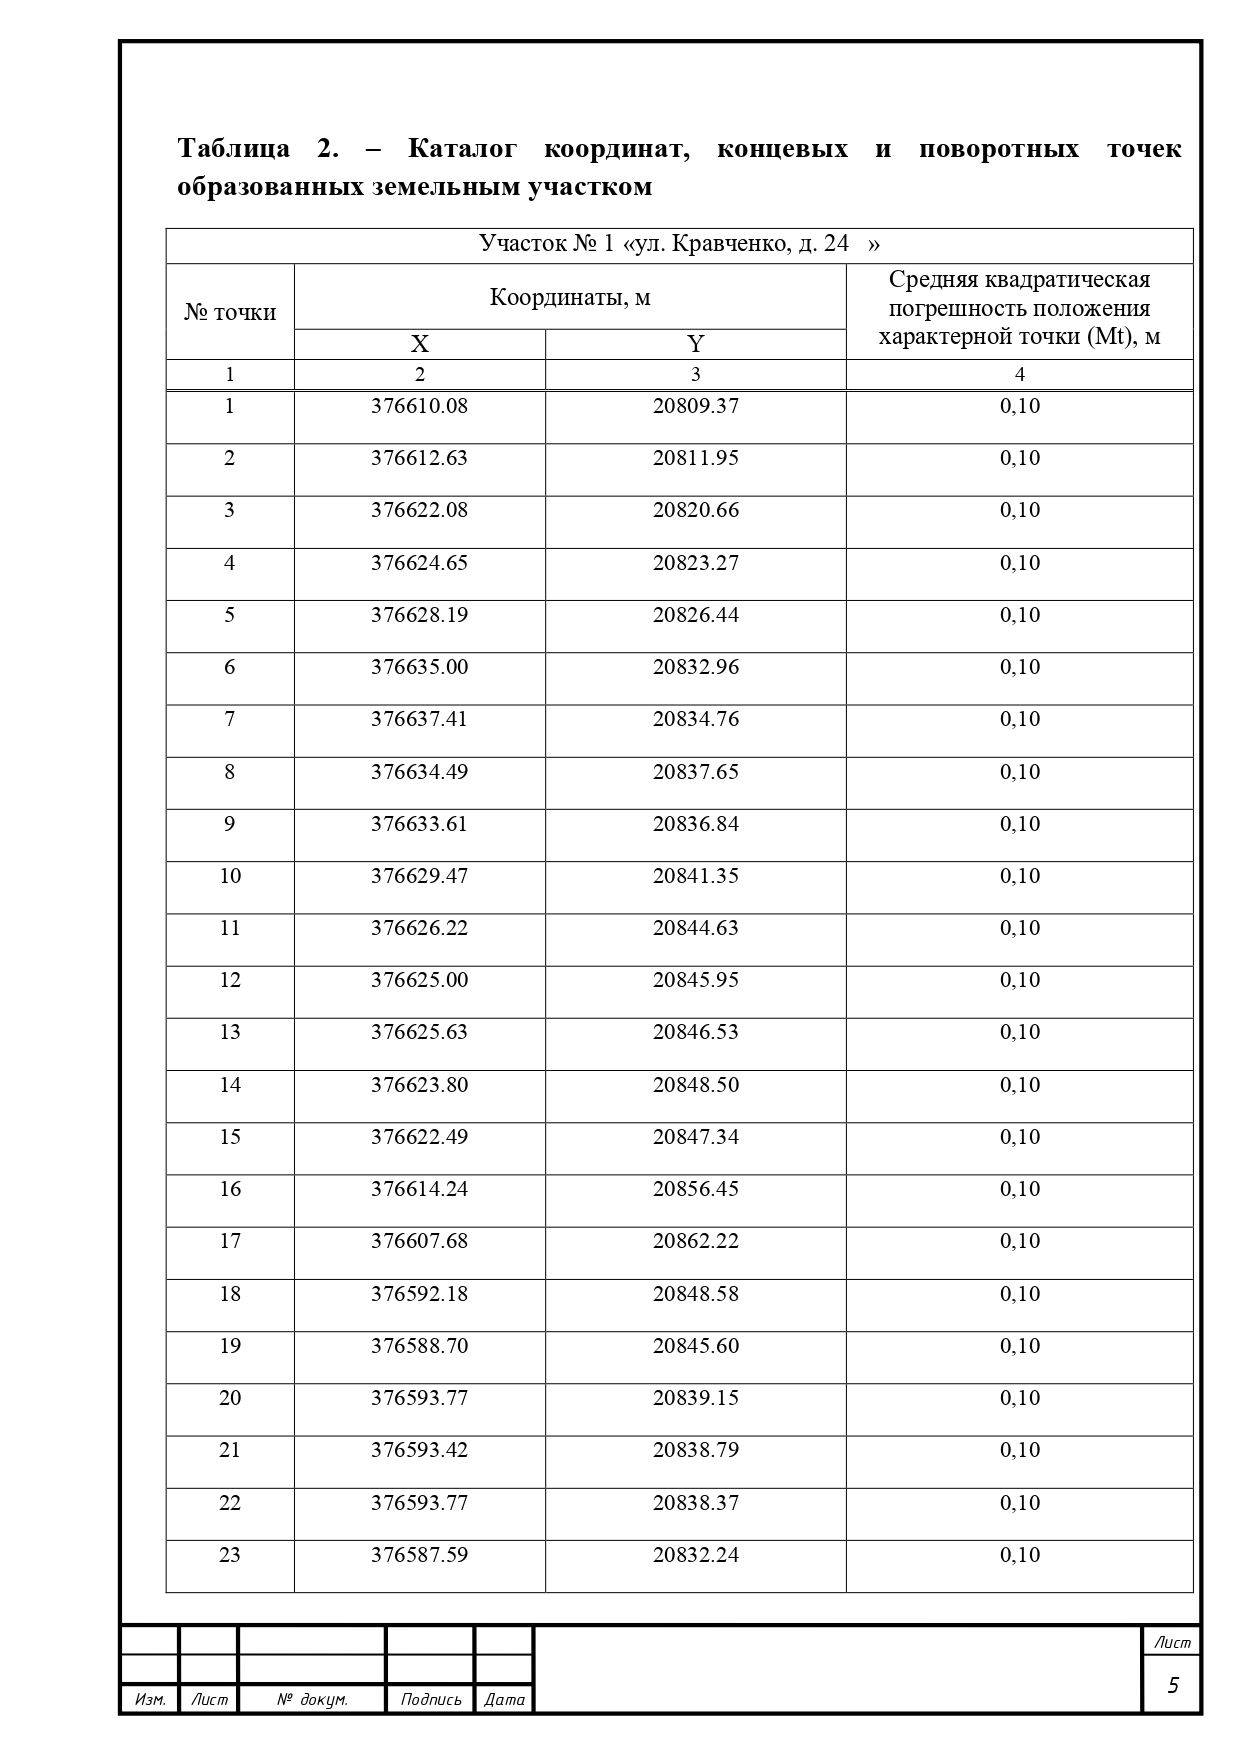 Таблица 2. – Каталог координат, концевых и поворотных точек
образованных земельным участком
Участок № 1 «ул. Кравченко, д. 24 »
№ точки
Координаты, м
Средняя квадратическая
погрешность положения
характерной точки (Mt), м
X Y
1 2 3 4
1 376610.08 20809.37 0,10
2 376612.63 20811.95 0,10
3 376622.08 20820.66 0,10
4 376624.65 20823.27 0,10
5 376628.19 20826.44 0,10
6 376635.00 20832.96 0,10
7 376637.41 20834.76 0,10
8 376634.49 20837.65 0,10
9 376633.61 20836.84 0,10
10 376629.47 20841.35 0,10
11 376626.22 20844.63 0,10
12 376625.00 20845.95 0,10
13 376625.63 20846.53 0,10
14 376623.80 20848.50 0,10
15 376622.49 20847.34 0,10
16 376614.24 20856.45 0,10
17 376607.68 20862.22 0,10
18 376592.18 20848.58 0,10
19 376588.70 20845.60 0,10
20 376593.77 20839.15 0,10
21 376593.42 20838.79 0,10
22 376593.77 20838.37 0,10
23 376587.59 20832.24 0,10
Лист
5
Изм. Лист № докум. Подпись Дата